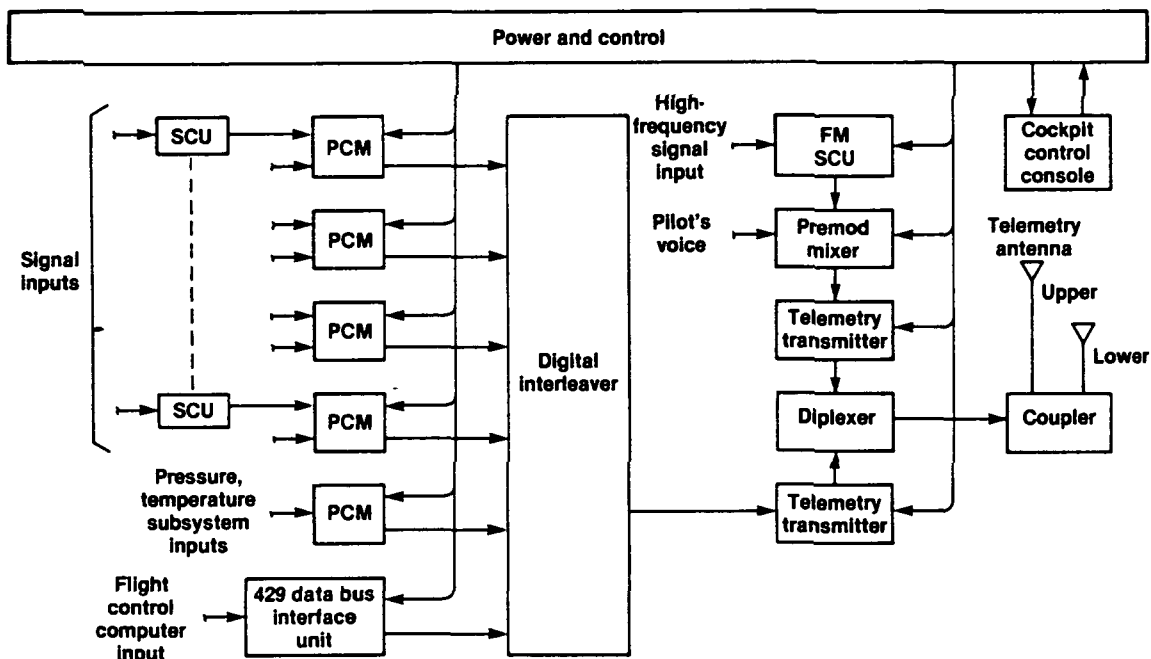 Power and control
Signal
inputs
SCU
PCM
PCM
PCM
SCU
PCM
Pressure,
temperature
subsystem
inputs
PCM
Flight
control
computer
input
429 data bus
interface
unit
Digital
interleaver
High-
frequency
signal
input
FM
SCU
Pilot's
voice
Premod
mixer
Telemetry
transmitter
Diplexer
Telemetry
transmitter
Cockpit
control
console
Telemetry
antenna
Upper
Lower
Coupler